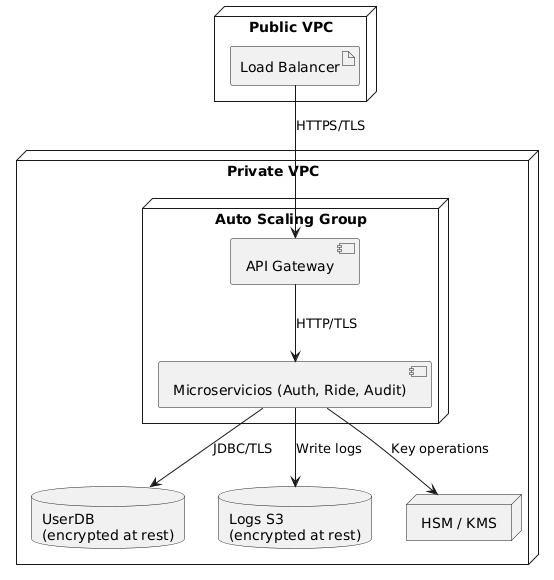 Public VPC
Load Balancer
HTTPS/TLS
Private VPC
Auto Scaling Group
API Gateway
HTTP/TLS
Microservicios (Auth, Ride, Audit)
JDBC/TLS
Write logs
Key operations
UserDB
(encrypted at rest)
Logs S3
(encrypted at rest)
HSM / KMS